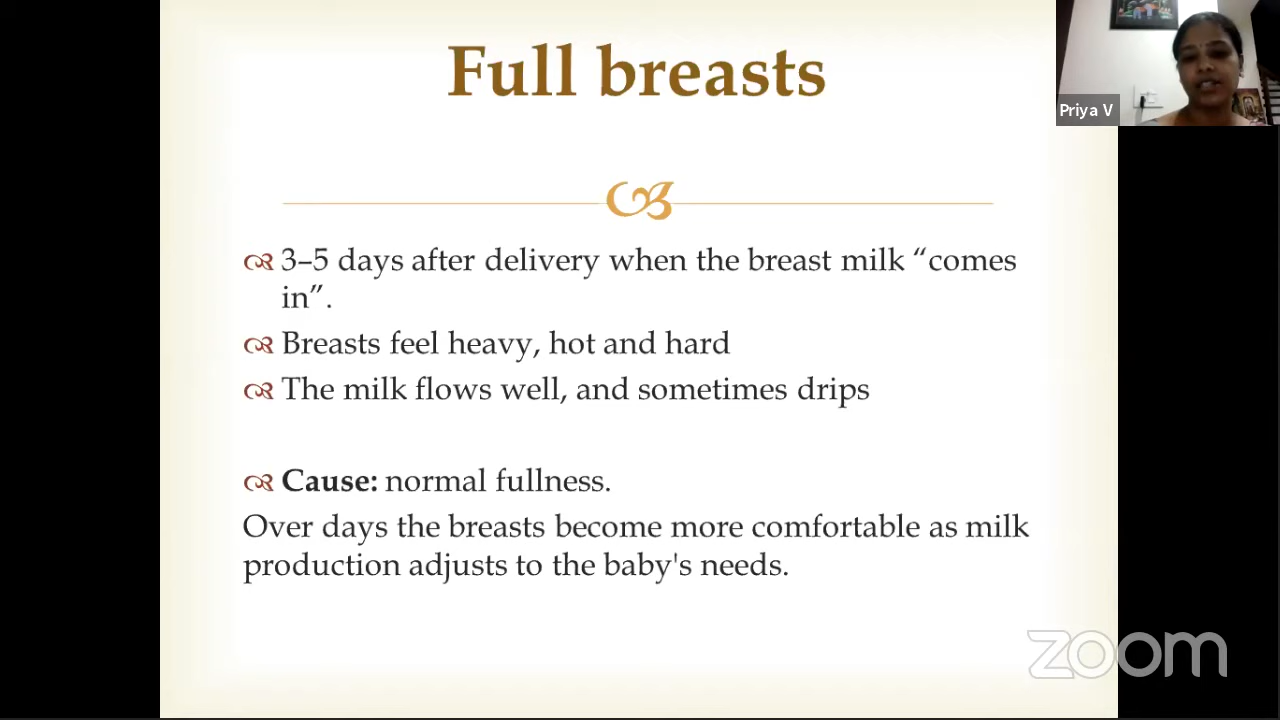 Full breasts
Priya V
3–5 days after delivery when the breast milk “comes
in”.
Breasts feel heavy, hot and hard
The milk flows well, and sometimes drips
Cause: normal fullness.
Over days the breasts become more comfortable as milk
production adjusts to the baby's needs.
zoom